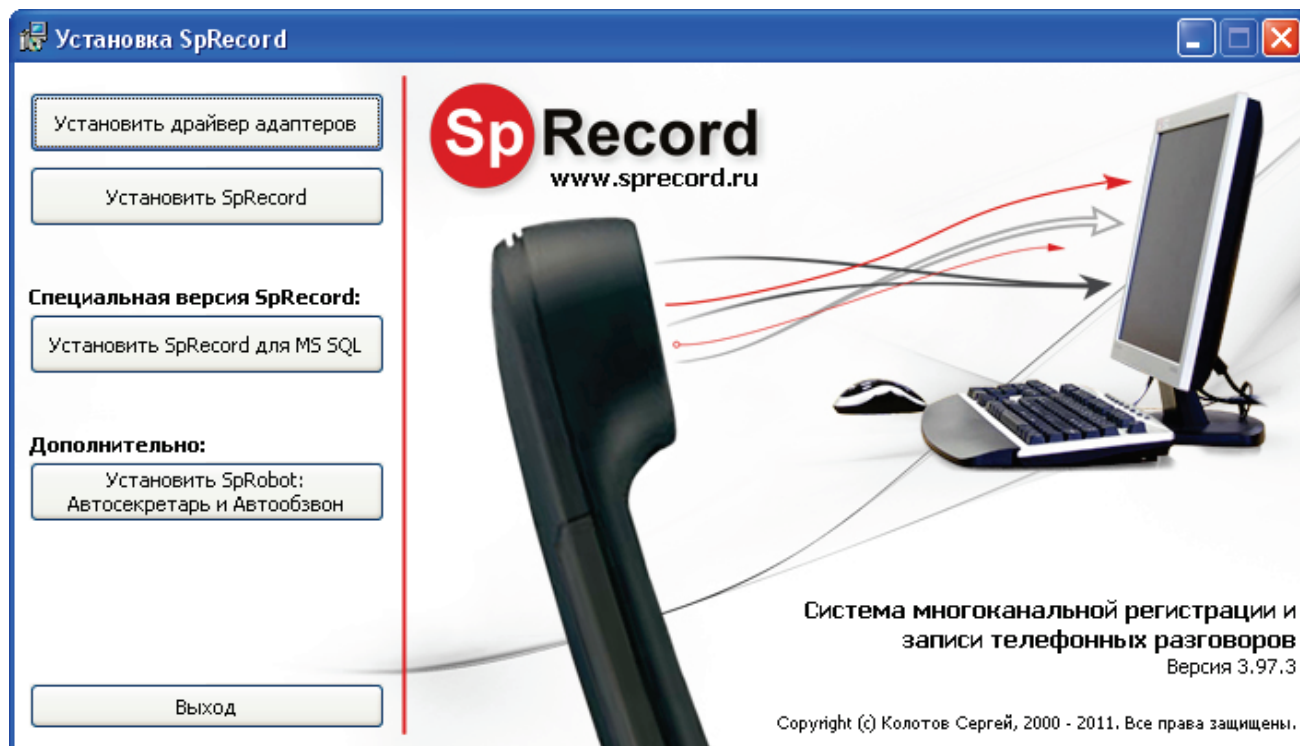 Установка SpRecord
Установить драйвер адаптеров
Установить SpRecord
Специальная версия SpRecord:
Установить SpRecord для MS SQL
Дополнительно:
Установить SpRobot:
Автосекретарь и Автообзвон
Выход
Sp Record
www.sprecord.ru
Система многоканальной регистрации и
записи телефонных разговоров
Версия 3.97.3
Copyright (c) Колотов Сергей, 2000 - 2011. Все права защищены.